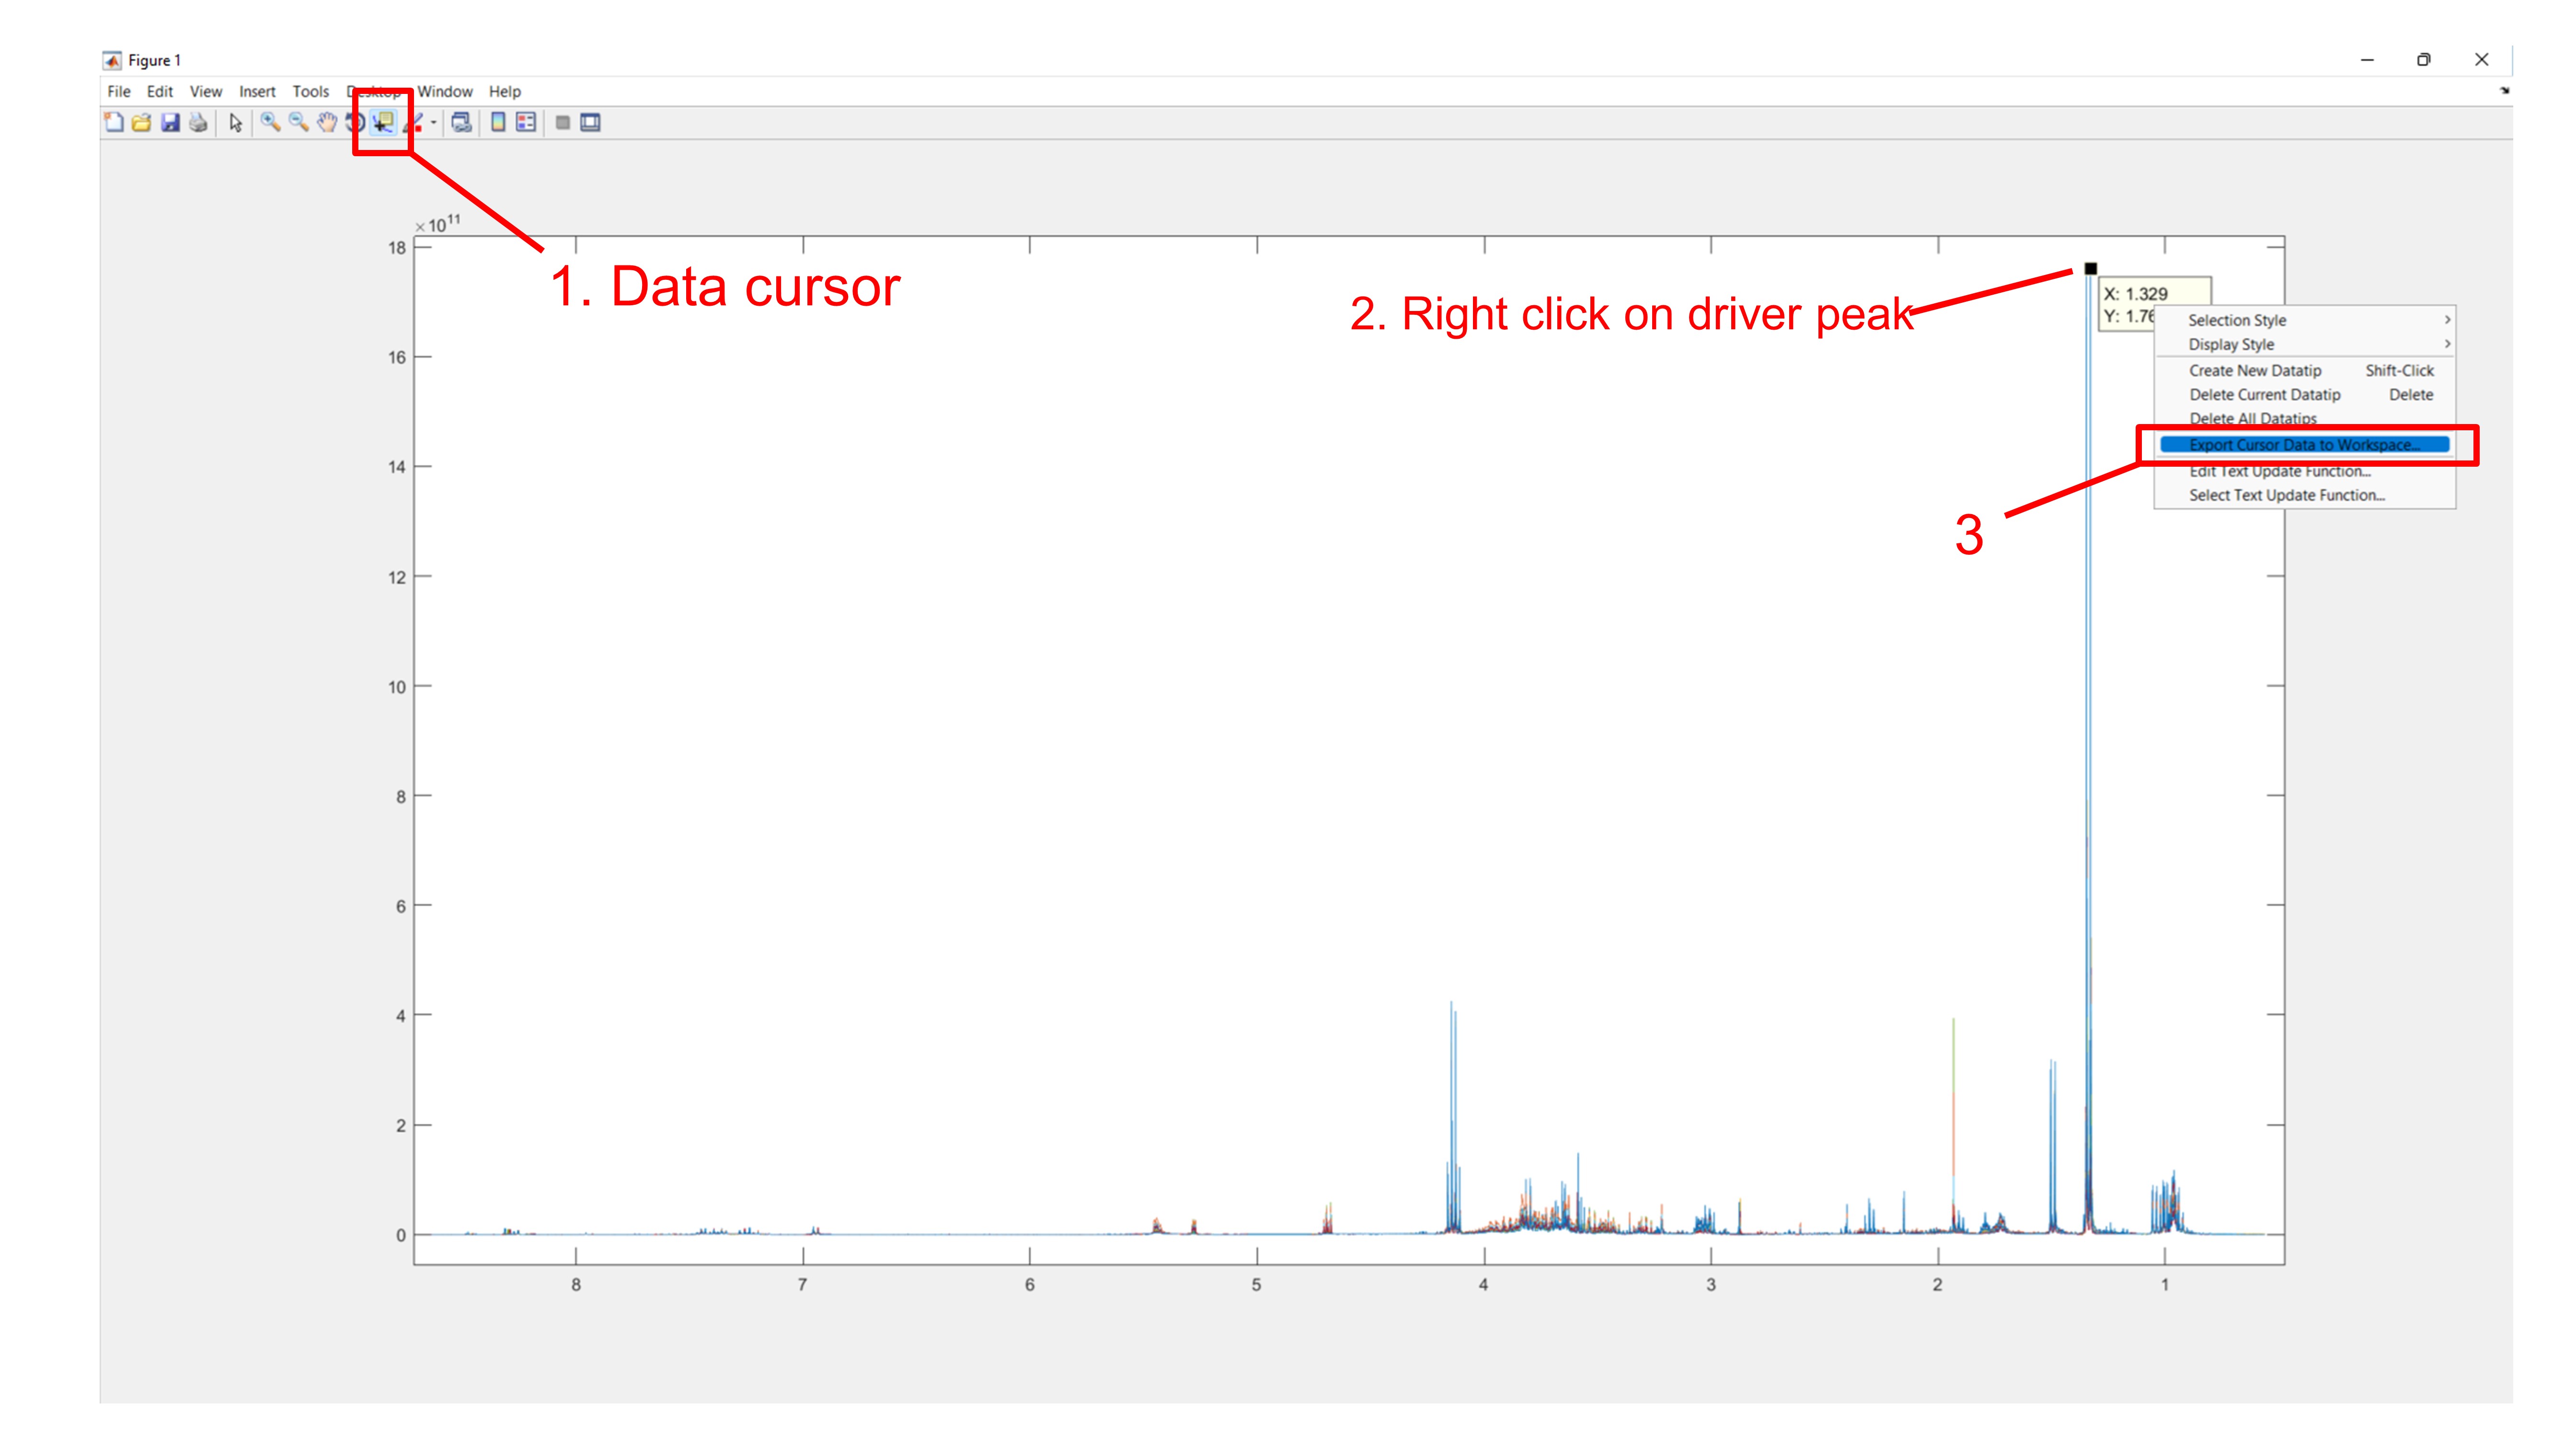 Figure 1
File Edit View Insert Tools Desktop Window Help
×10^11
18
16
14
12
10
8
6
4
2
0
8 7 6 5 4 3 2 1
1. Data cursor
2. Right click on driver peak
X: 1.329
Y: 1.76
Selection Style
Display Style
Create New Datatip Shift-Click
Delete Current Datatip Delete
Delete All Datatips
Export Cursor Data to Workspace...
Edit Text Update Function...
Select Text Update Function...
3